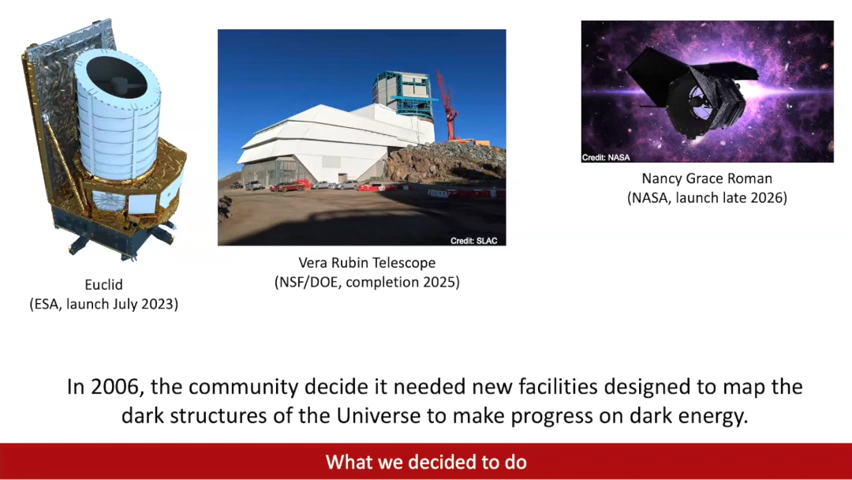 Credit: SLAC
Credit: NASA
Euclid
(ESA, launch July 2023)
Vera Rubin Telescope
(NSF/DOE, completion 2025)
Nancy Grace Roman
(NASA, launch late 2026)
In 2006, the community decide it needed new facilities designed to map the
dark structures of the Universe to make progress on dark energy.
What we decided to do